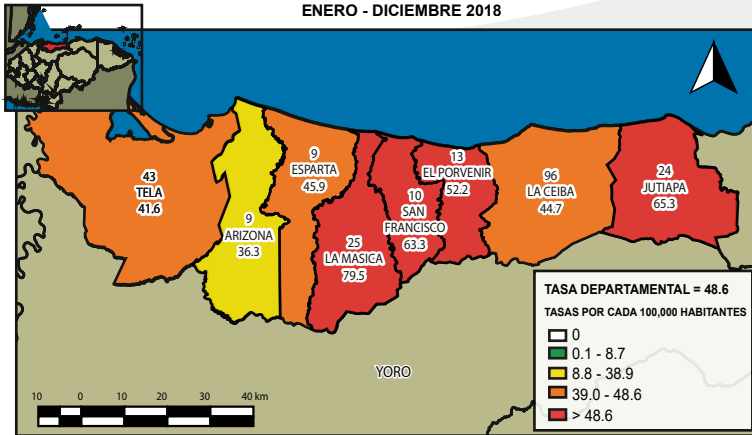 ENERO - DICIEMBRE 2018
43
TELA
41.6
9
ARIZONA
36.3
9
ESPARTA
45.9
25
LA MASICA
79.5
10
SAN
FRANCISCO
63.3
13
EL PORVENIR
52.2
96
LA CEIBA
44.7
24
JUTIAPA
65.3
YORO
10 0 10 20 30 40 km
TASA DEPARTAMENTAL = 48.6
TASAS POR CADA 100,000 HABITANTES
0
0.1 - 8.7
8.8 - 38.9
39.0 - 48.6
> 48.6